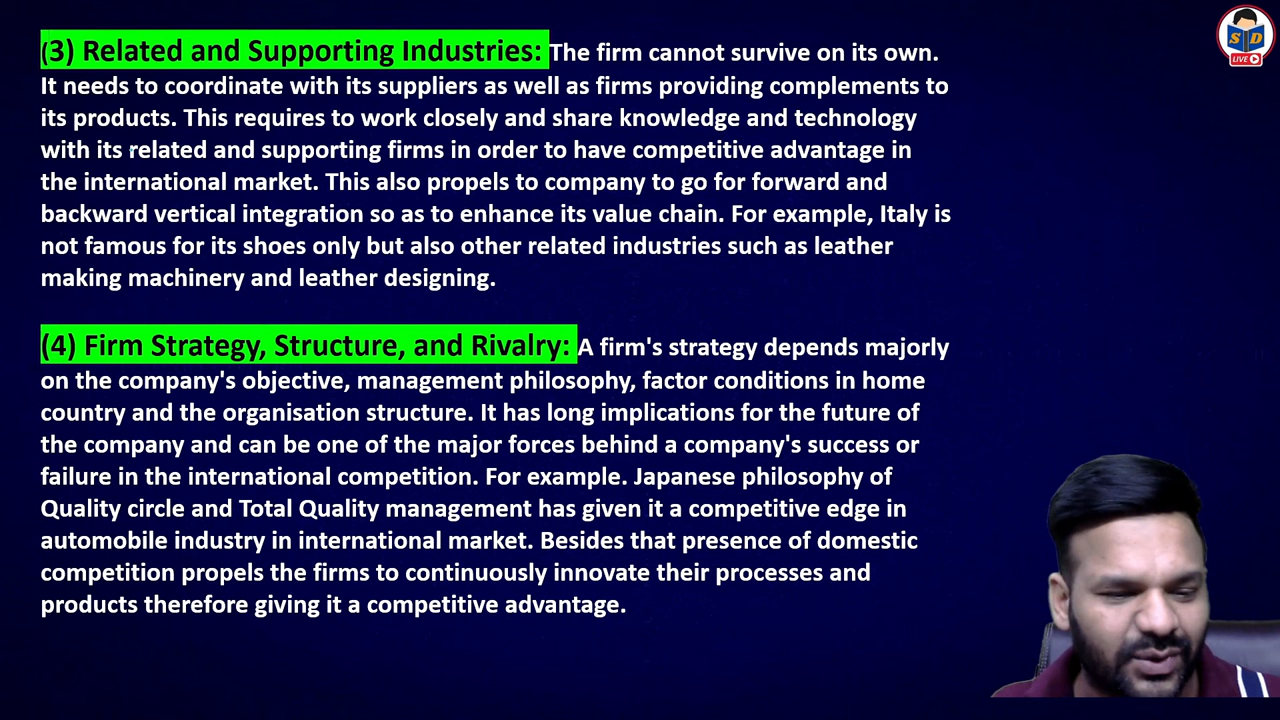 (3) Related and Supporting Industries: The firm cannot survive on its own.
It needs to coordinate with its suppliers as well as firms providing complements to
its products. This requires to work closely and share knowledge and technology
with its related and supporting firms in order to have competitive advantage in
the international market. This also propels to company to go for forward and
backward vertical integration so as to enhance its value chain. For example, Italy is
not famous for its shoes only but also other related industries such as leather
making machinery and leather designing.
(4) Firm Strategy, Structure, and Rivalry: A firm's strategy depends majorly
on the company's objective, management philosophy, factor conditions in home
country and the organisation structure. It has long implications for the future of
the company and can be one of the major forces behind a company's success or
failure in the international competition. For example. Japanese philosophy of
Quality circle and Total Quality management has given it a competitive edge in
automobile industry in international market. Besides that presence of domestic
competition propels the firms to continuously innovate their processes and
products therefore giving it a competitive advantage.
S D
LIVE